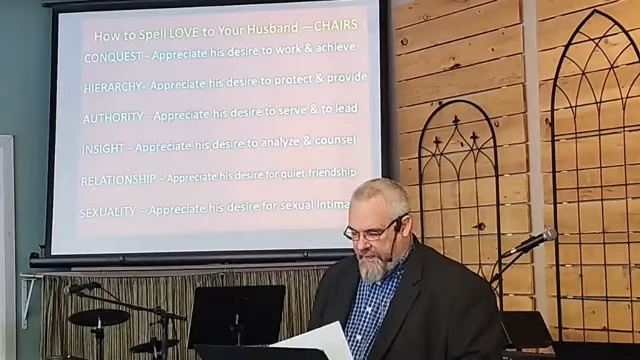 How to Spell LOVE to Your Husband —CHAIRS
CONQUEST - Appreciate his desire to work & achieve
HIERARCHY- Appreciate his desire to protect & provide
AUTHORITY - Appreciate his desire to serve & to lead
INSIGHT - Appreciate his desire to analyze & counsel
RELATIONSHIP - Appreciate his desire for quiet friendship
SEXUALITY - Appreciate his desire for sexual intima